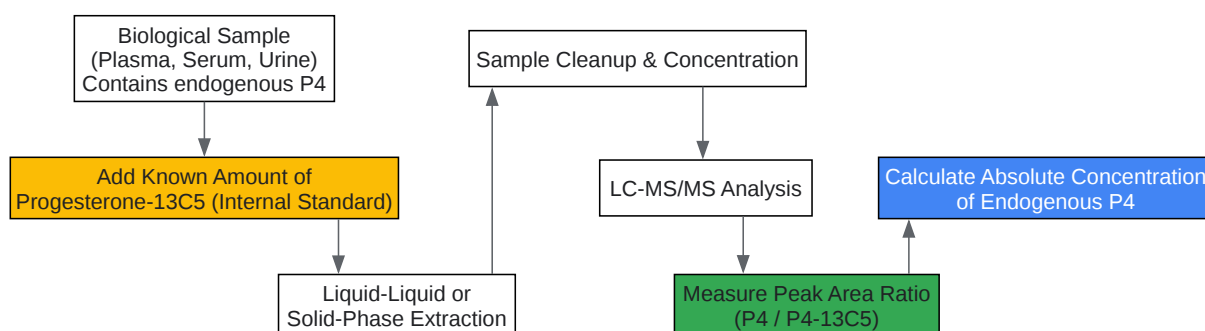 Biological Sample
(Plasma, Serum, Urine)
Contains endogenous P4
Add Known Amount of
Progesterone-13C5 (Internal Standard)
Liquid-Liquid or
Solid-Phase Extraction
Sample Cleanup & Concentration
LC-MS/MS Analysis
Measure Peak Area Ratio
(P4 / P4-13C5)
Calculate Absolute Concentration
of Endogenous P4